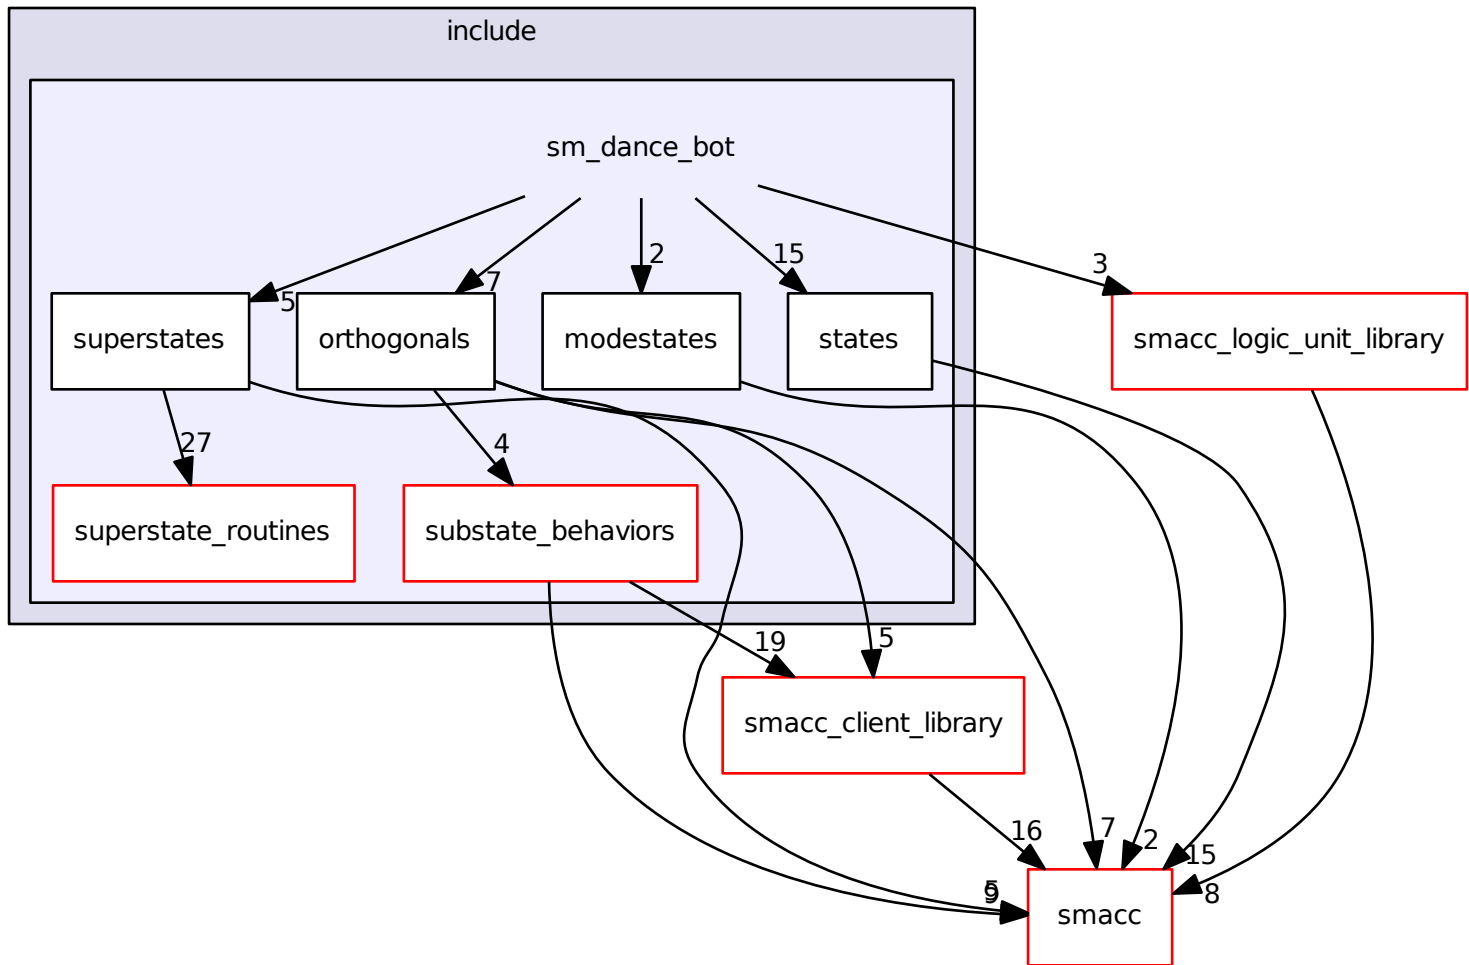 include
sm_dance_bot
5
7
2
15
3
superstates
orthogonals
modestates
states
smacc_logic_unit_library
27
4
superstate_routines
substate_behaviors
19
5
smacc_client_library
16
7
2
15
5
9
8
smacc